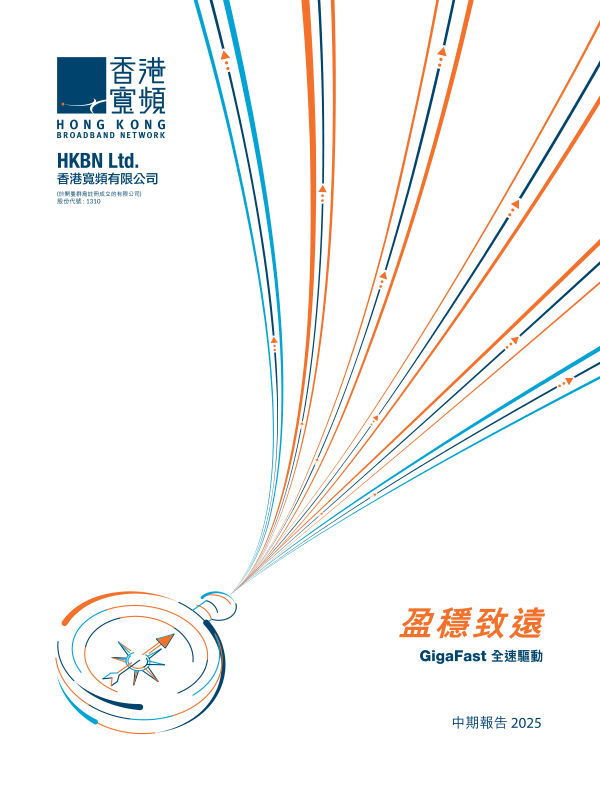 香港
寬頻
HONG KONG
BROADBAND NETWORK
HKBN Ltd.
香港寬頻有限公司
(於開曼群島註冊成立的有限公司)
股份代號 : 1310
盈穩致遠
GigaFast 全速驅動
中期報告 2025